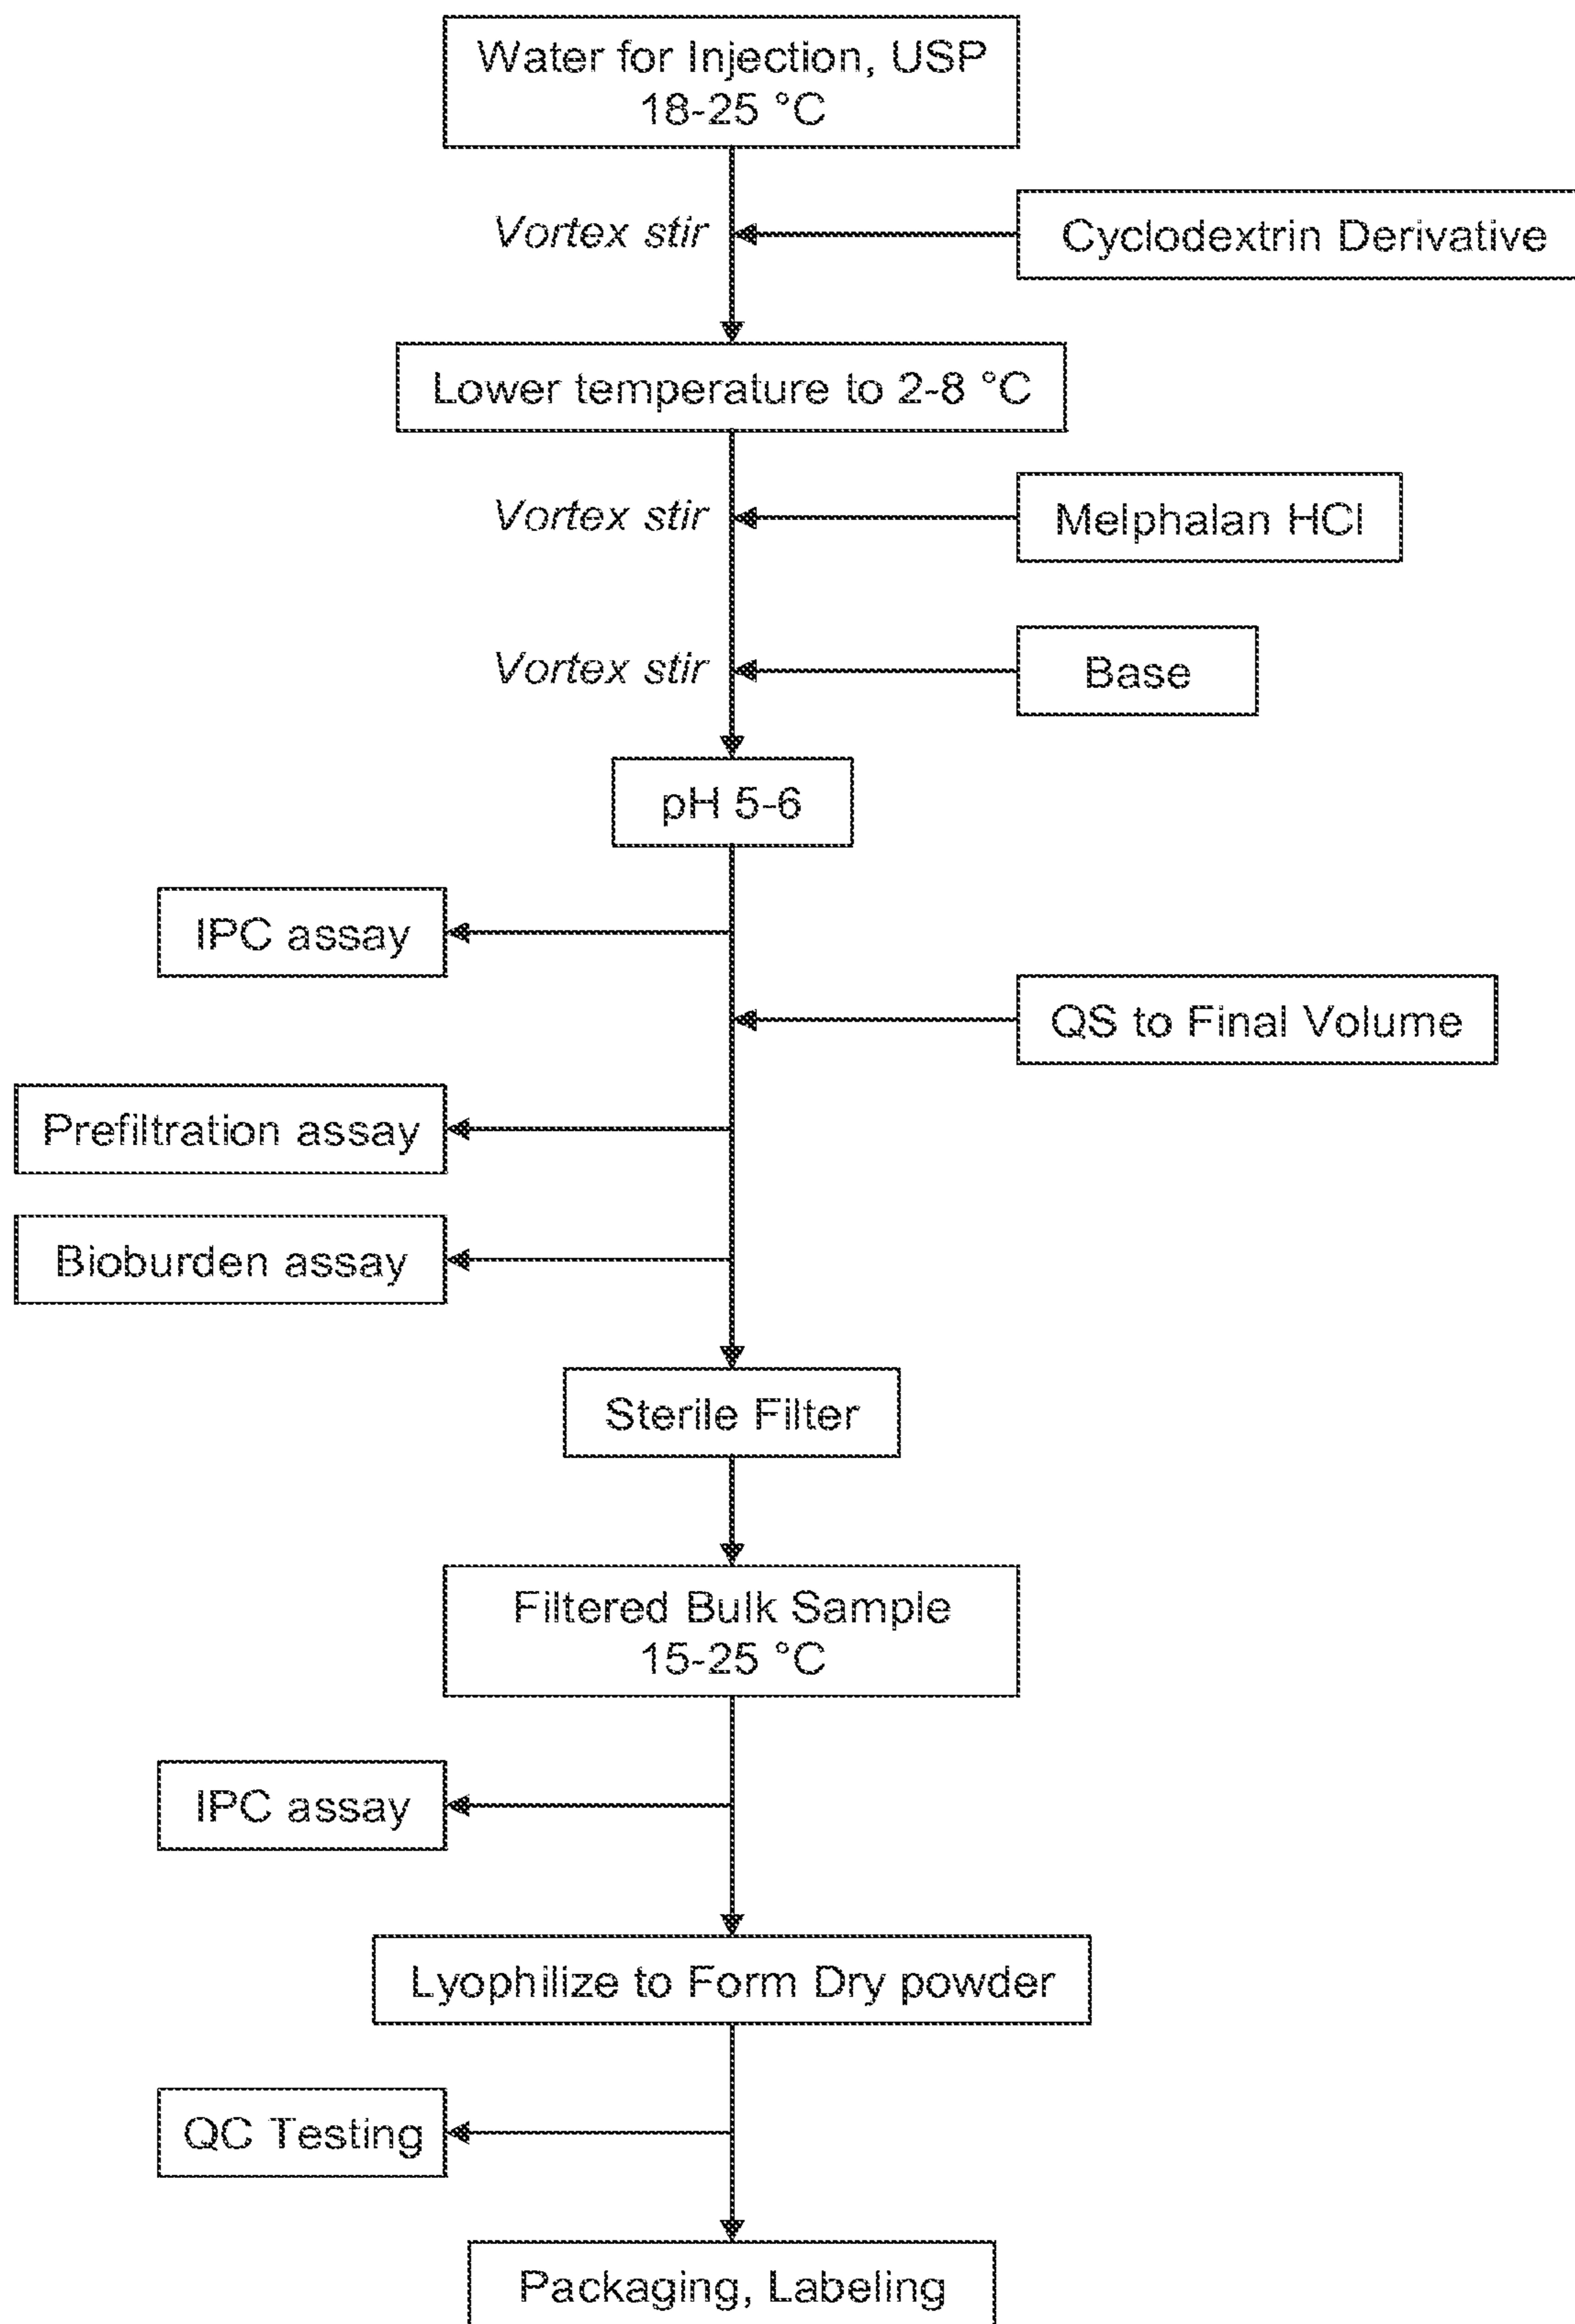 Water for Injection, USP
18-25 °C
Vortex stir
Cyclodextrin Derivative
Lower temperature to 2-8 °C
Vortex stir
Melphalan HCl
Vortex stir
Base
pH 5-6
IPC assay
QS to Final Volume
Prefiltration assay
Bioburden assay
Sterile Filter
Filtered Bulk Sample
15-25 °C
IPC assay
Lyophilize to Form Dry powder
QC Testing
Packaging, Labeling